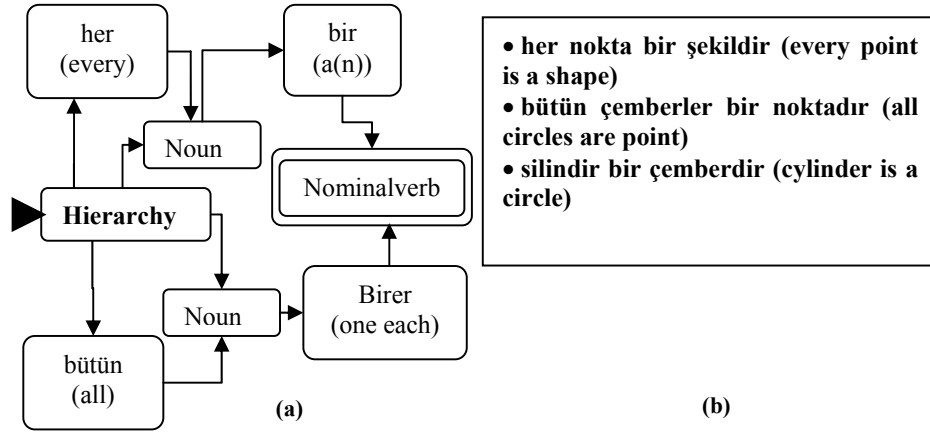 her
(every)
bir
(a(n))
Noun
Nominalverb
Hierarchy
Noun
Birer
(one each)
bütün
(all)
(a)
• her nokta bir şekildir (every point
is a shape)
• bütün çemberler bir noktadır (all
circles are point)
• silindir bir çemberdir (cylinder is a
circle)
(b)